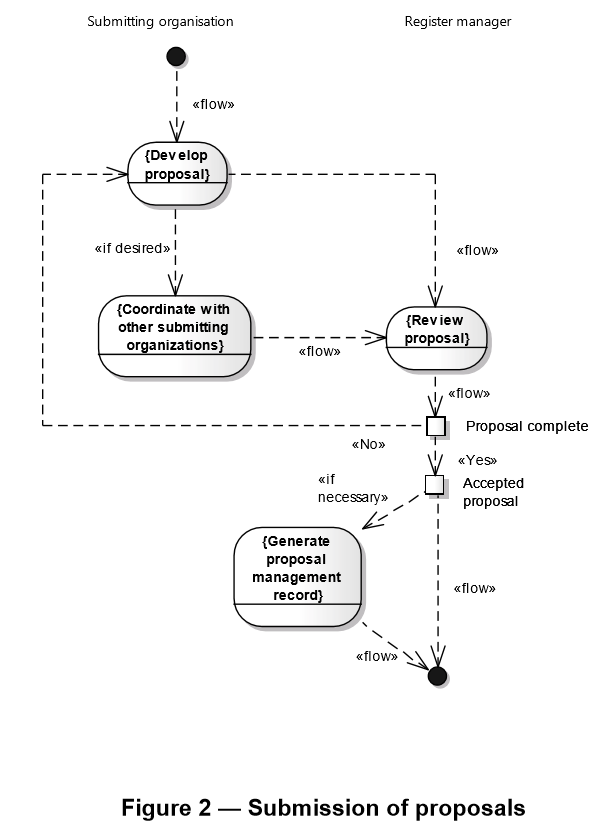 Submitting organisation
Register manager
«flow»
{Develop
proposal}
«if desired»
«flow»
{Coordinate with
other submitting
organizations}
«flow»
{Review
proposal}
«flow»
Proposal complete
«No»
«Yes»
«if
necessary»
Accepted
proposal
{Generate
proposal
management
record}
«flow»
«flow»
Figure 2 — Submission of proposals